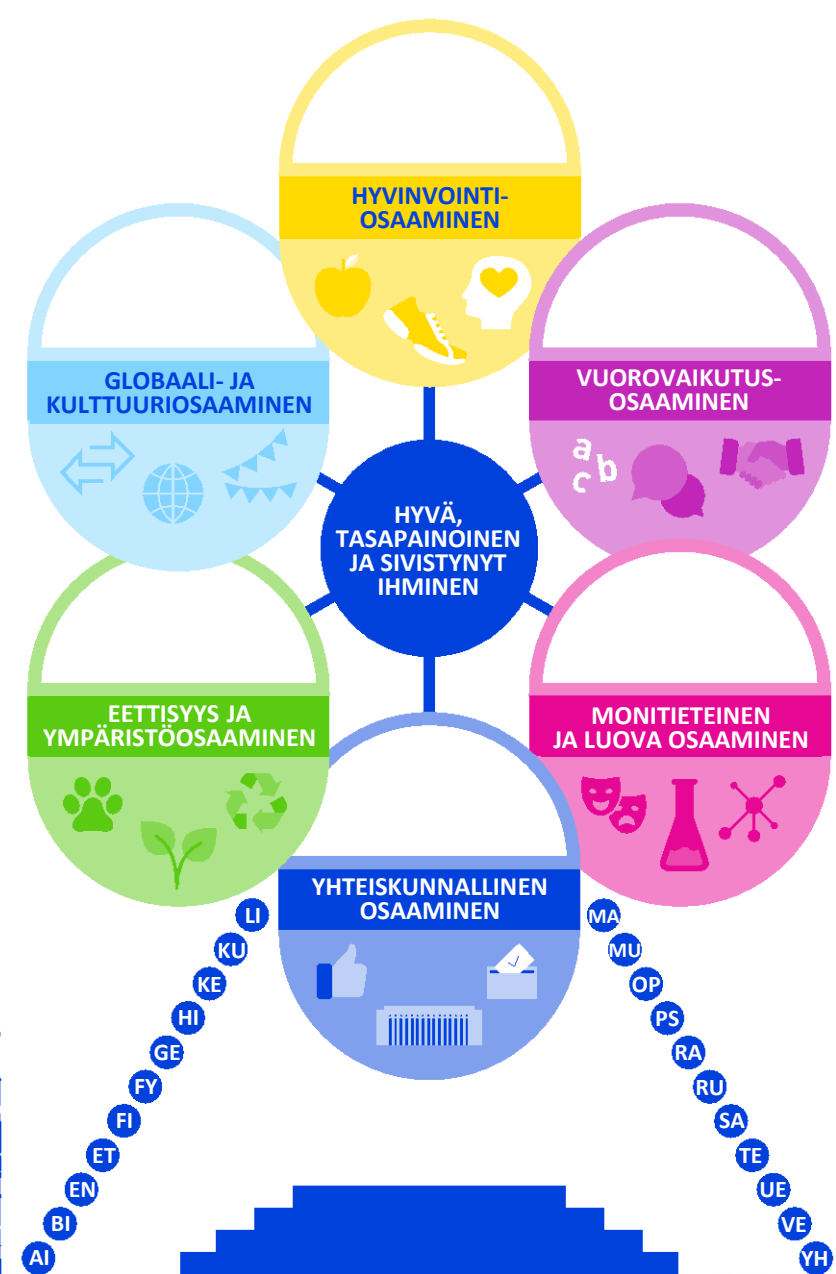 HYVINVOINTI-
OSAAMINEN
GLOBAALI- JA
KULTTUURIOSAAMINEN
VUOROVAIKUTUS-
OSAAMINEN
a
b
c
HYVÄ,
TASAPAINOINEN
JA SIVISTYNYT
IHMINEN
EETTISYYS JA
YMPÄRISTÖOSAAMINEN
MONITIETEINEN
JA LUOVA OSAAMINEN
YHTEISKUNNALLINEN
OSAAMINEN
LI
KU
KE
HI
GE
FY
FI
ET
EN
BI
AI
MA
MU
OP
PS
RA
RU
SA
TE
UE
VE
YH